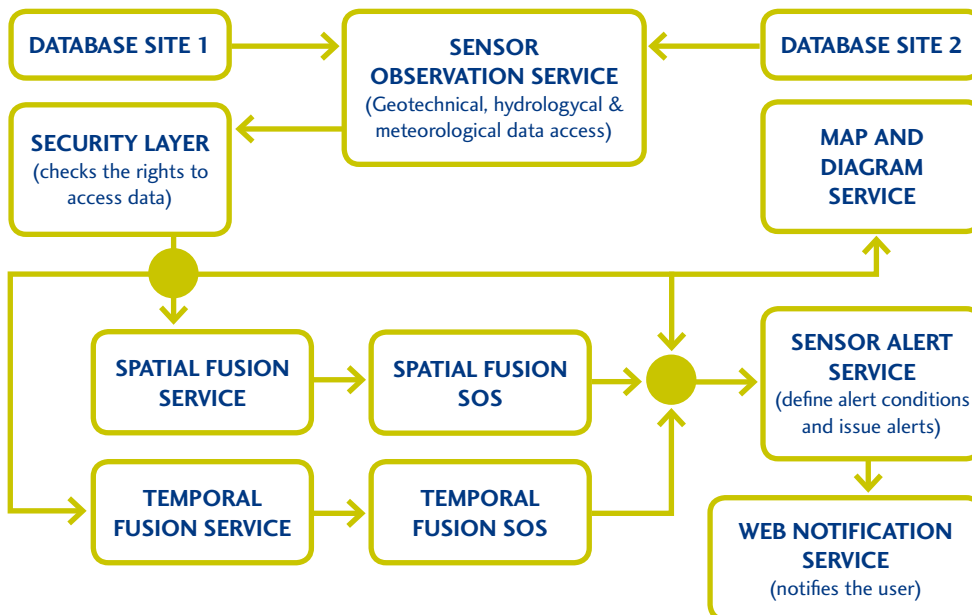 DATABASE SITE 1
SENSOR
OBSERVATION SERVICE
(Geotechnical, hydrologycal &
meteorological data access)
DATABASE SITE 2
SECURITY LAYER
(checks the rights to
access data)
MAP AND
DIAGRAM
SERVICE
SPATIAL FUSION
SERVICE
SPATIAL FUSION
SOS
SENSOR ALERT
SERVICE
(define alert conditions
and issue alerts)
TEMPORAL
FUSION SERVICE
TEMPORAL
FUSION SOS
WEB NOTIFICATION
SERVICE
(notifies the user)